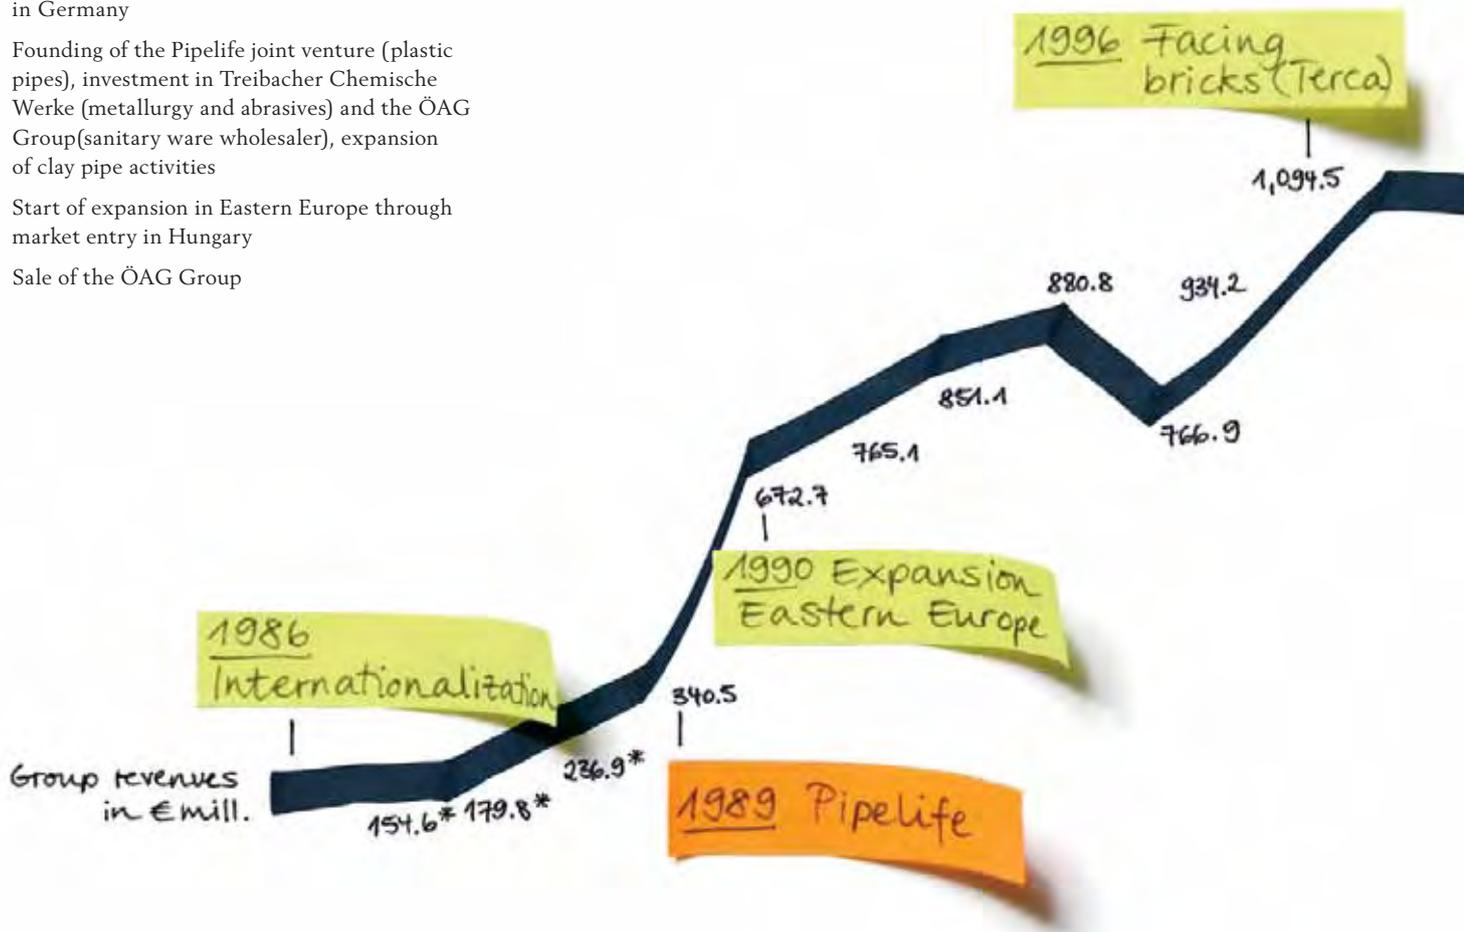 in Germany
Founding of the Pipelife joint venture (plastic
pipes), investment in Treibacher Chemische
Werke (metallurgy and abrasives) and the ÖAG
Group(sanitary ware wholesaler), expansion
of clay pipe activities
Start of expansion in Eastern Europe through
market entry in Hungary
Sale of the ÖAG Group
1996 Facing
bricks (Terca)
1,094.5
880.8
934.2
851.1
766.9
765.1
672.7
1990 Expansion
Eastern Europe
1986
Internationalization
340.5
Group revenues
in € mill.
154.6*
179.8*
236.9*
1989 Pipelife